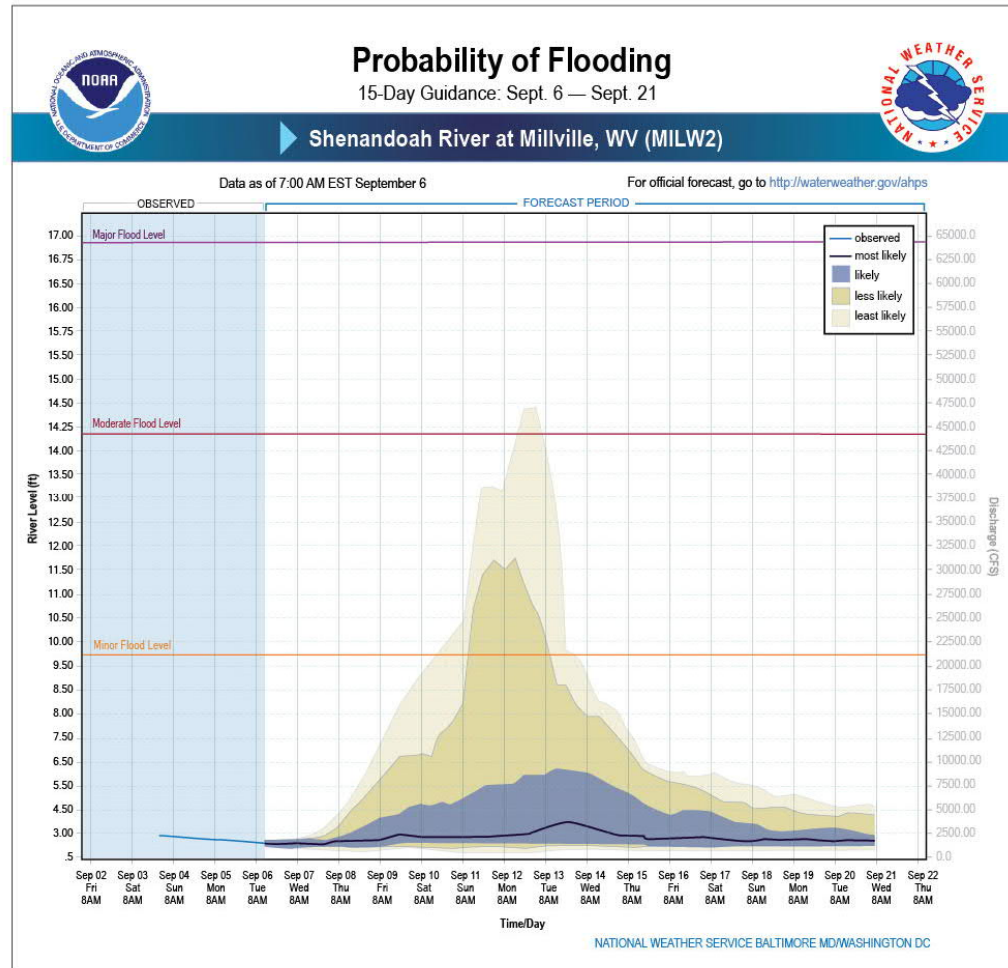 NATIONAL OCEANIC AND ATMOSPHERIC ADMINISTRATION
NOAA
U.S. DEPARTMENT OF COMMERCE
Probability of Flooding
15-Day Guidance: Sept. 6 — Sept. 21
NATIONAL WEATHER SERVICE
Shenandoah River at Millville, WV (MILW2)
Data as of 7:00 AM EST September 6
For official forecast, go to http://waterweather.gov/ahps
OBSERVED
FORECAST PERIOD
Major Flood Level
Moderate Flood Level
Minor Flood Level
observed
most likely
likely
less likely
least likely
River Level (ft)
17.00
16.75
16.50
16.00
15.75
15.50
15.00
14.50
14.25
14.00
13.50
13.00
12.50
12.00
11.50
11.00
10.50
10.00
9.50
8.50
8.00
7.50
6.50
5.50
4.50
3.00
.5
65000.0
6250.00
60000.0
57500.0
55000.0
52500.0
50000.0
47500.0
45000.0
42500.0
40000.0
37500.0
35000.0
32500.0
30000.0
27500.0
25000.0
22500.0
20000.00
17500.00
15000.00
12500.00
10000.00
7500.00
5000.00
2500.00
0.0
Discharge (CFS)
Sep 02 Sep 03 Sep 04 Sep 05 Sep 06 Sep 07 Sep 08 Sep 09 Sep 10 Sep 11 Sep 12 Sep 13 Sep 14 Sep 15 Sep 16 Sep 17 Sep 18 Sep 19 Sep 20 Sep 21 Sep 22
Fri Sat Sun Mon Tue Wed Thu Fri Sat Sun Mon Tue Wed Thu Fri Sat Sun Mon Tue Wed Thu
8AM 8AM 8AM 8AM 8AM 8AM 8AM 8AM 8AM 8AM 8AM 8AM 8AM 8AM 8AM 8AM 8AM 8AM 8AM 8AM 8AM
Time/Day
NATIONAL WEATHER SERVICE BALTIMORE MD/WASHINGTON DC